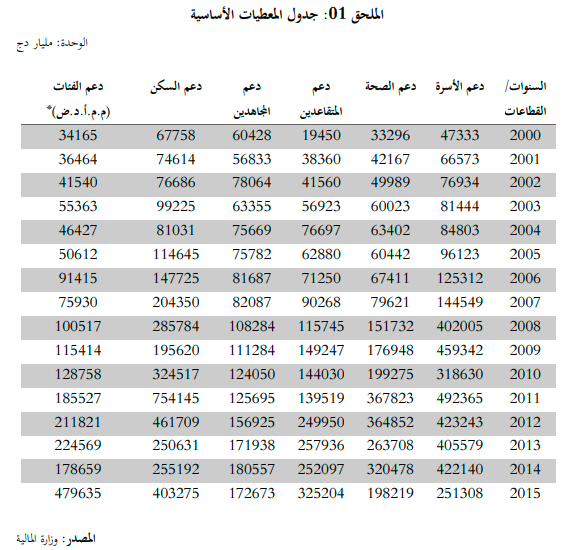 الملحق 01: جدول المعطيات الأساسية
الوحدة: مليار دج
السنوات/ القطاعات دعم الأسرة دعم الصحة دعم المتقاعدين دعم المجاهدين دعم السكن دعم الفئات (م.م.أ.د.ض)*
2000 47333 33296 19450 60428 67758 34165
2001 66573 42167 38360 56833 74614 36464
2002 76934 49989 41560 78064 76686 41540
2003 81444 60023 56923 63355 99225 55363
2004 84803 63402 76697 75669 81031 46427
2005 96123 60442 62880 75782 114645 50612
2006 125312 67411 71250 81687 147725 91415
2007 144549 79621 90268 82087 204350 75930
2008 402005 151732 115745 108284 285784 100517
2009 459342 176948 149247 111284 195620 115414
2010 318630 199275 144030 124050 324517 128758
2011 492365 367823 139519 125695 754145 185527
2012 423243 364852 249950 156925 461709 211821
2013 405579 263708 257936 171938 250631 224569
2014 422140 320478 252097 180557 255192 178659
2015 251308 198219 325204 172673 403275 479635
المصدر: وزارة المالية